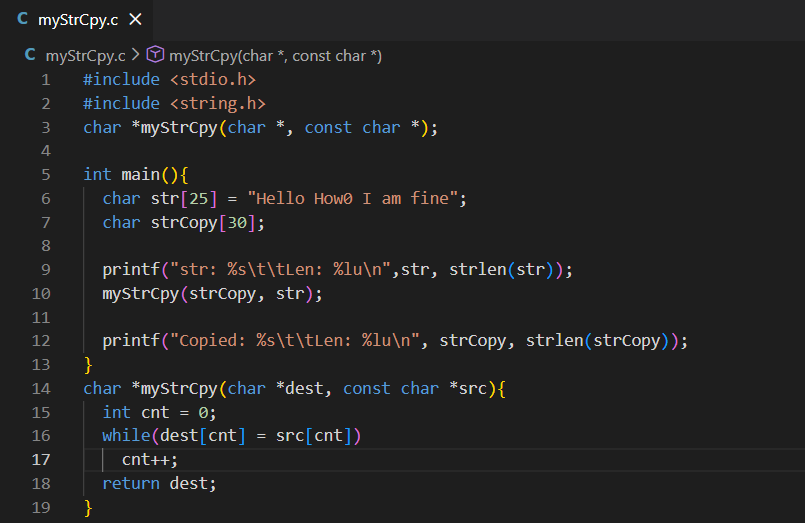 C myStrCpy.c ×
C myStrCpy.c > myStrCpy(char *, const char *)
1 #include <stdio.h>
2 #include <string.h>
3 char *myStrCpy(char *, const char *);
4
5 int main(){
6   char str[25] = "Hello How0 I am fine";
7   char strCopy[30];
8
9   printf("str: %s\t\tLen: %lu\n",str, strlen(str));
10   myStrCpy(strCopy, str);
11
12   printf("Copied: %s\t\tLen: %lu\n", strCopy, strlen(strCopy));
13 }
14 char *myStrCpy(char *dest, const char *src){
15   int cnt = 0;
16   while(dest[cnt] = src[cnt])
17     cnt++;
18   return dest;
19 }